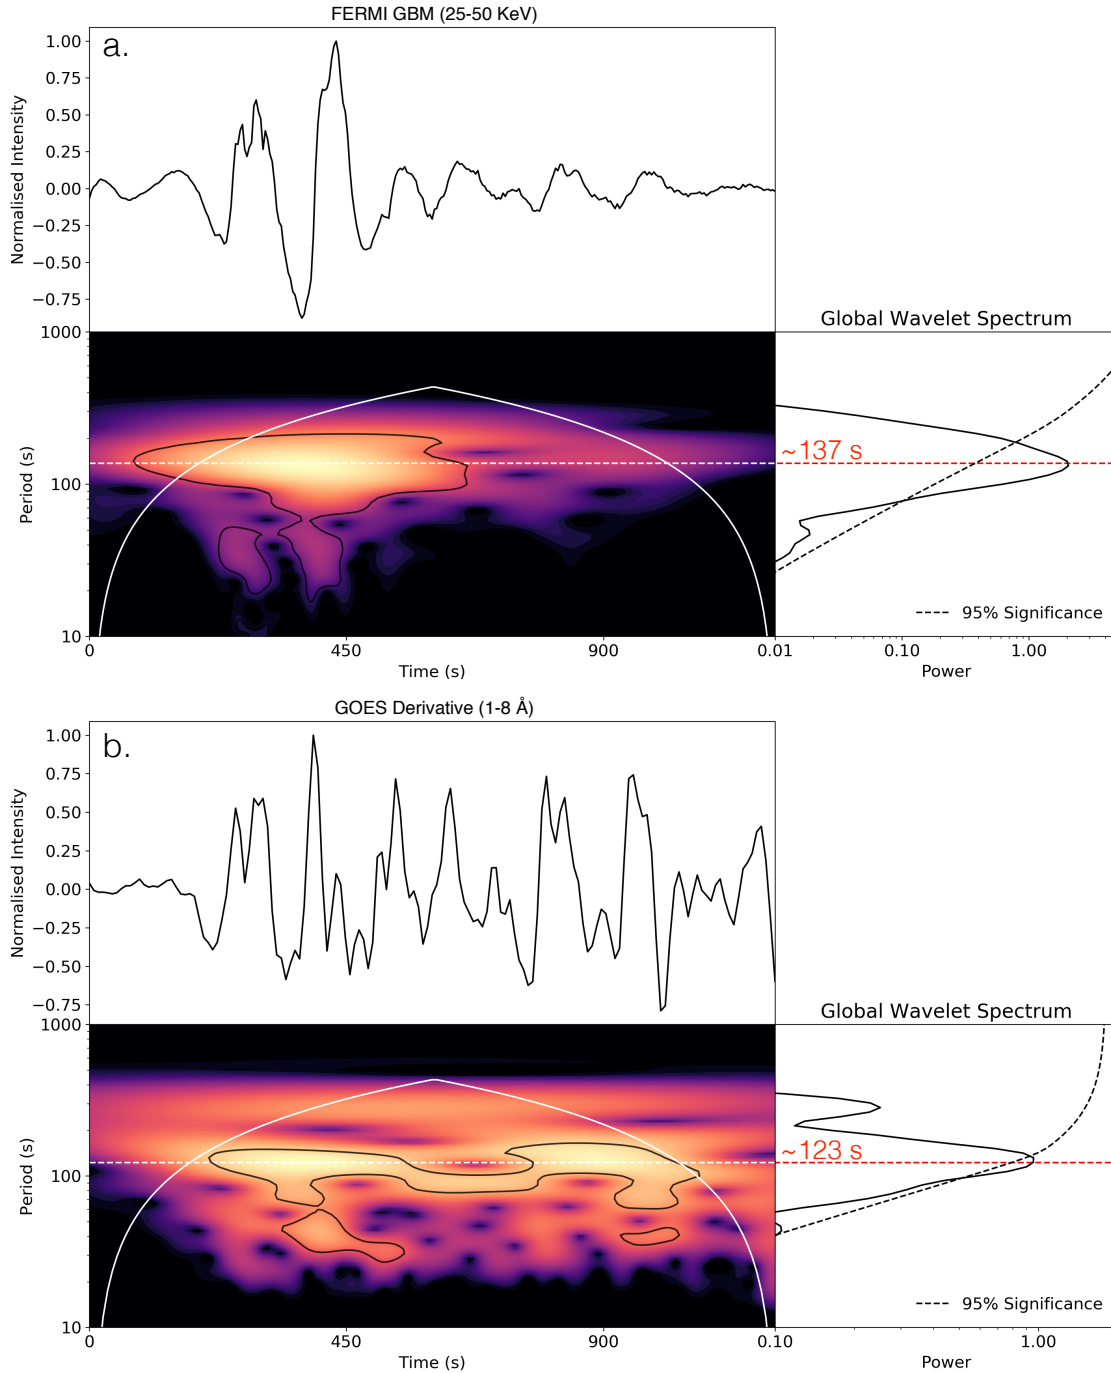 FERMI GBM (25-50 KeV)
a.
1.00
0.75
0.50
0.25
0.00
−0.25
−0.50
−0.75
Normalised Intensity
1000
100
10
Period (s)
0
450
900
Time (s)
Global Wavelet Spectrum
~137 s
95% Significance
0.01
0.10
1.00
Power
GOES Derivative (1-8 Å)
b.
1.00
0.75
0.50
0.25
0.00
−0.25
−0.50
−0.75
Normalised Intensity
1000
100
10
Period (s)
0
450
900
Time (s)
Global Wavelet Spectrum
~123 s
95% Significance
0.10
1.00
Power